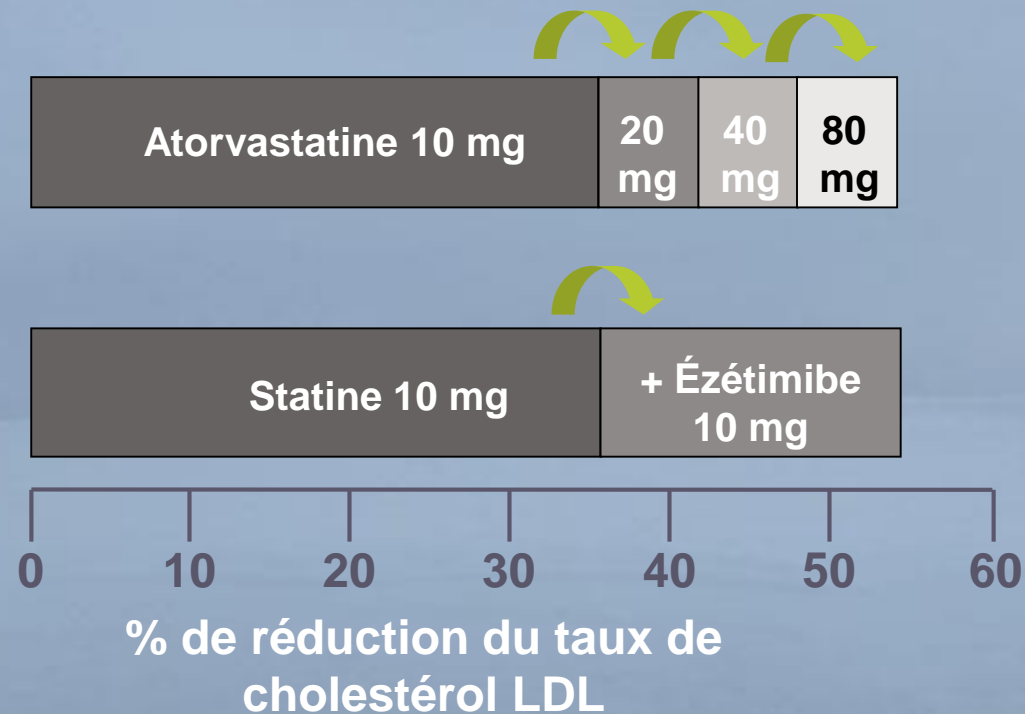 Atorvastatine 10 mg
20
mg
40
mg
80
mg
Statine 10 mg
+ Ézétimibe
10 mg
0 10 20 30 40 50 60
% de réduction du taux de
cholestérol LDL